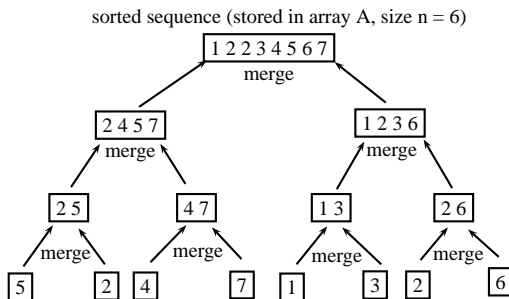 sorted sequence (stored in array A, size n = 6)
1 2 2 3 4 5 6 7
merge
2 4 5 7
1 2 3 6
merge
merge
2 5
4 7
1 3
2 6
merge
merge
merge
merge
5
2
4
7
1
3
2
6